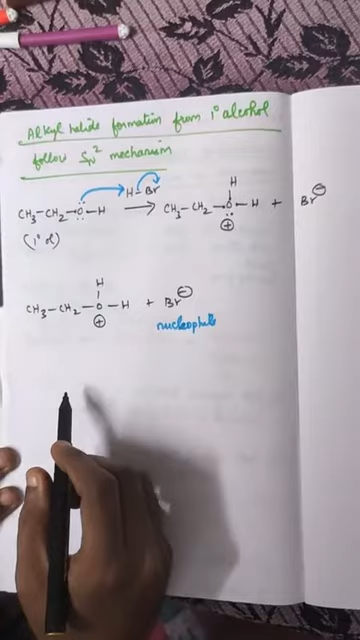 Alkyl halide formation from 1° alcohol
follow SN² mechanism
H
CH₃-CH₂-Ö-H H-Br → CH₃-CH₂-Ö-H + Br⊖
(1° ol) ⊕
H
CH₃-CH₂-O-H + Br⊖
⊕ nucleophile